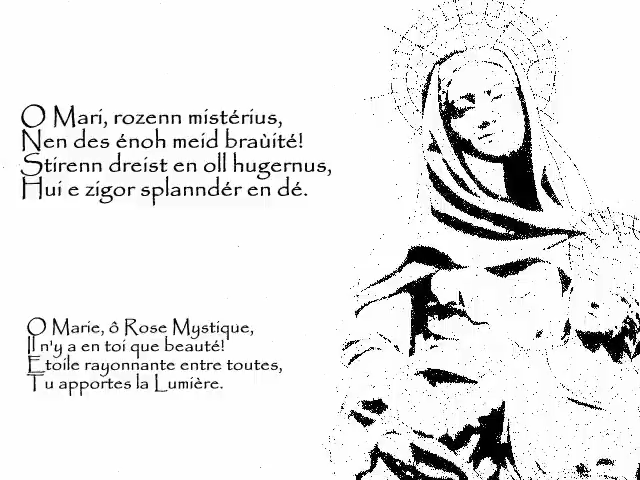 O Mari, rozenn mistérius,
Nen des énoh meid braùité!
Stirenn dreist en oll hugernus,
Hui e zigor splanndér en dé.
O Marie, ô Rose Mystique,
Il n'y a en toi que beauté!
Etoile rayonnante entre toutes,
Tu apportes la Lumière.